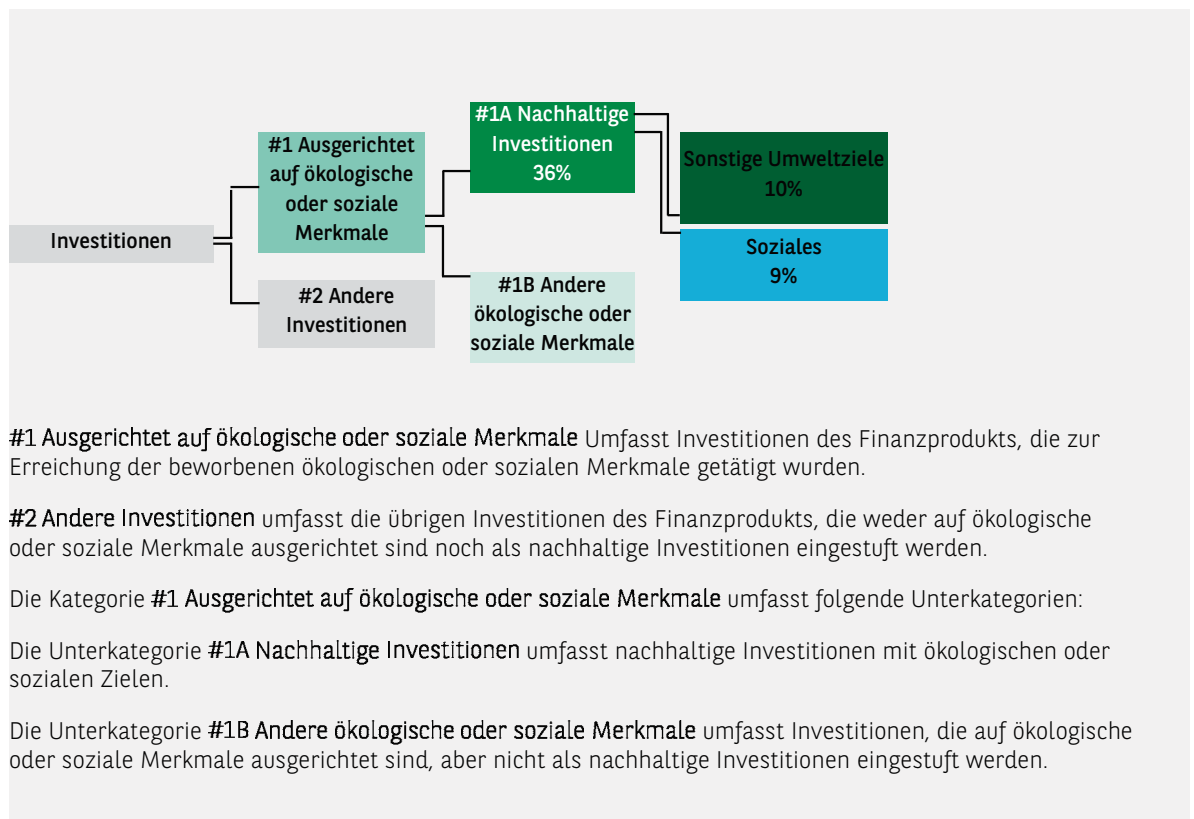 #1A Nachhaltige
Investitionen
36%
#1 Ausgerichtet
auf ökologische
oder soziale
Merkmale
Sonstige Umweltziele
10%
Investitionen
Soziales
9%
#2 Andere
Investitionen
#1B Andere
ökologische oder
soziale Merkmale
#1 Ausgerichtet auf ökologische oder soziale Merkmale Umfasst Investitionen des Finanzprodukts, die zur
Erreichung der beworbenen ökologischen oder sozialen Merkmale getätigt wurden.
#2 Andere Investitionen umfasst die übrigen Investitionen des Finanzprodukts, die weder auf ökologische
oder soziale Merkmale ausgerichtet sind noch als nachhaltige Investitionen eingestuft werden.
Die Kategorie #1 Ausgerichtet auf ökologische oder soziale Merkmale umfasst folgende Unterkategorien:
Die Unterkategorie #1A Nachhaltige Investitionen umfasst nachhaltige Investitionen mit ökologischen oder
sozialen Zielen.
Die Unterkategorie #1B Andere ökologische oder soziale Merkmale umfasst Investitionen, die auf ökologische
oder soziale Merkmale ausgerichtet sind, aber nicht als nachhaltige Investitionen eingestuft werden.